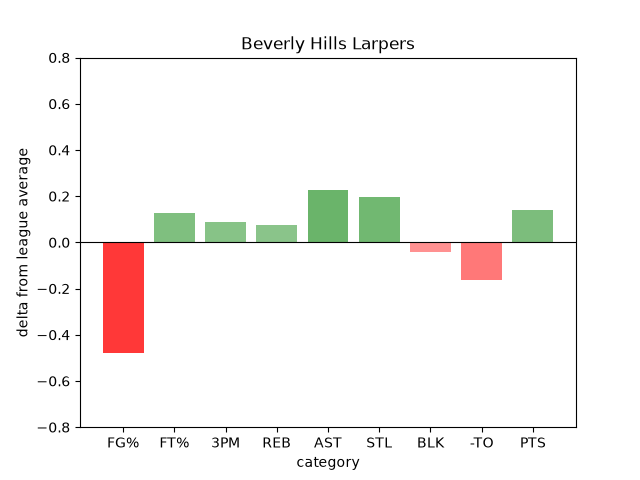 Beverly Hills Larpers
delta from league average
0.8
0.6
0.4
0.2
0.0
−0.2
−0.4
−0.6
−0.8
FG% FT% 3PM REB AST STL BLK -TO PTS
category